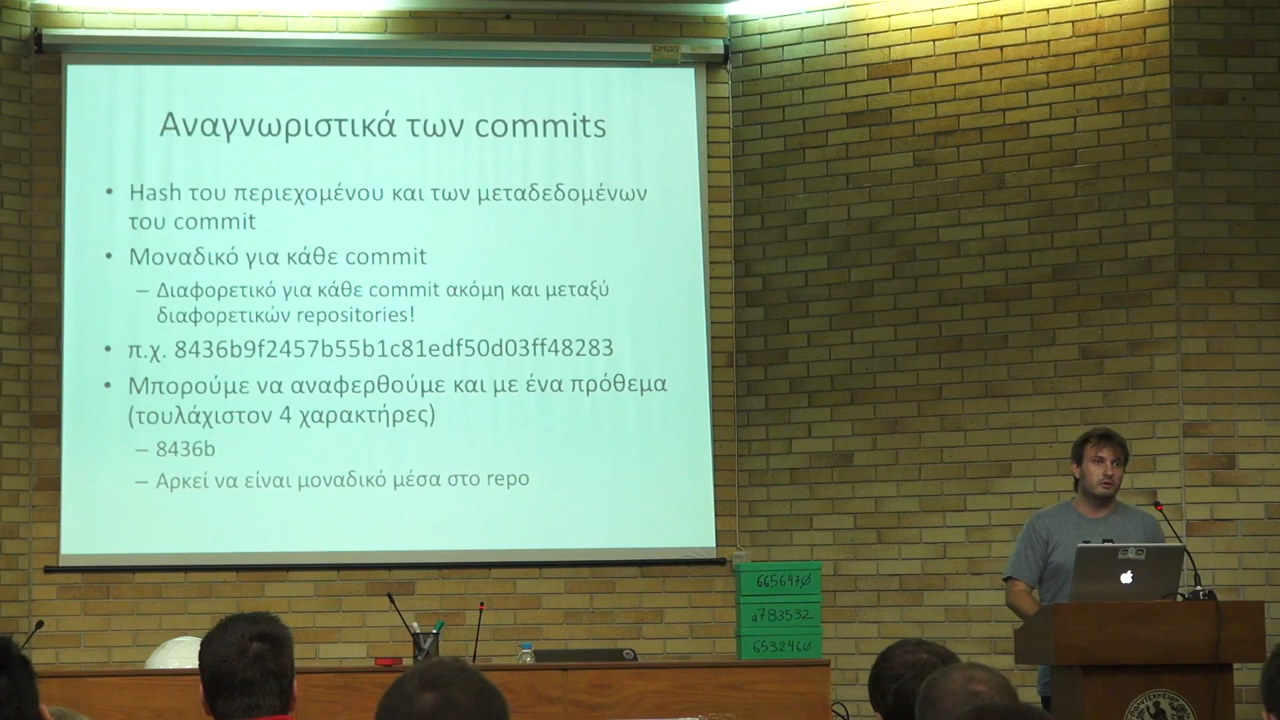 Αναγνωριστικά των commits
• Hash του περιεχομένου και των μεταδεδομένων
του commit
• Μοναδικό για κάθε commit
– Διαφορετικό για κάθε commit ακόμη και μεταξύ
διαφορετικών repositories!
• π.χ. 8436b9f2457b55b1c81edf50d03ff48283
• Μπορούμε να αναφερθούμε και με ένα πρόθεμα
(τουλάχιστον 4 χαρακτήρες)
– 8436b
– Αρκεί να είναι μοναδικό μέσα στο repo
6656470
a783532
6532460